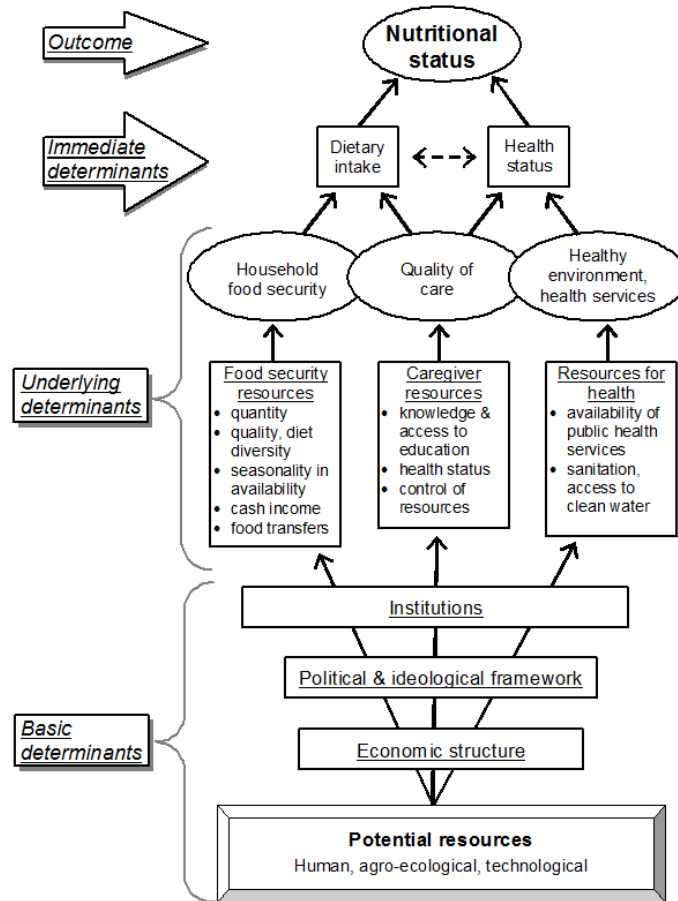 Outcome
Nutritional
status
Immediate
determinants
Dietary
intake
Health
status
Household
food security
Quality of
care
Healthy
environment,
health services
Underlying
determinants
Food security
resources
• quantity
• quality, diet
diversity
• seasonality in
availability
• cash income
• food transfers
Caregiver
resources
• knowledge &
access to
education
• health status
• control of
resources
Resources for
health
• availability of
public health
services
• sanitation,
access to
clean water
Basic
determinants
Institutions
Political & ideological framework
Economic structure
Potential resources
Human, agro-ecological, technological